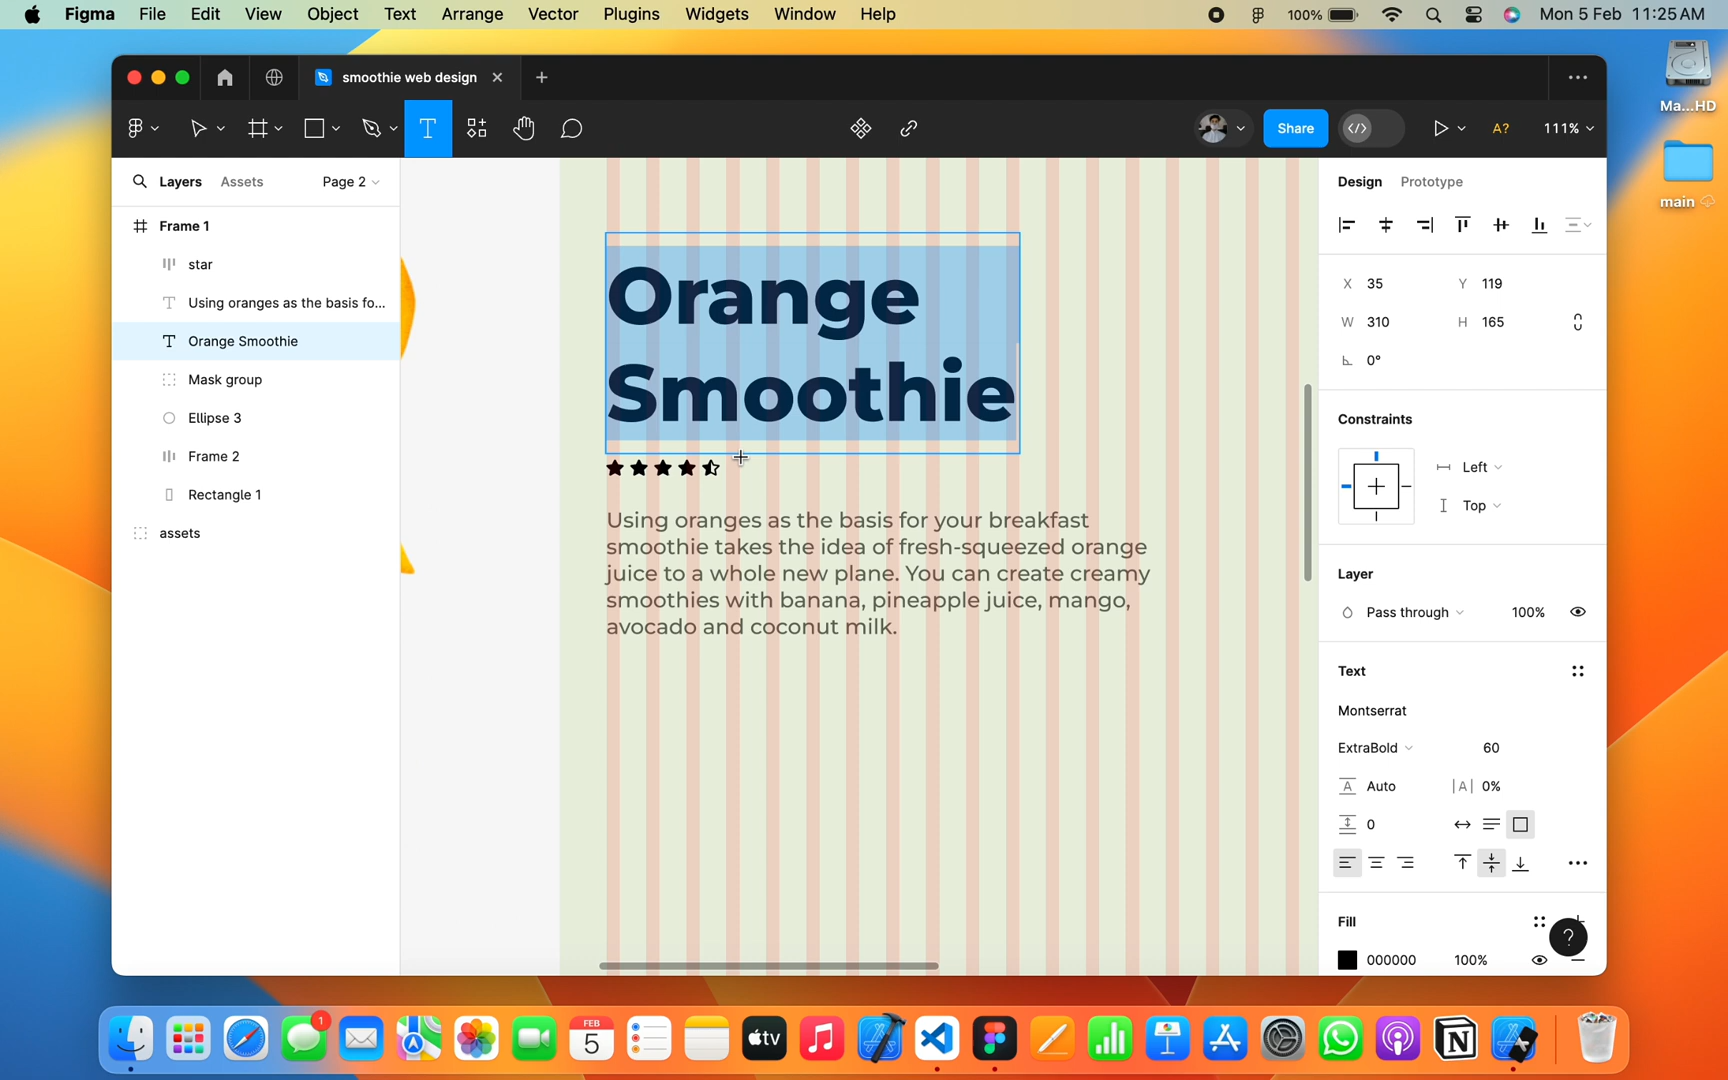 Figma File Edit View Object Text Arrange Vector Plugins Widgets Window Help 100% Mon 5 Feb 11:25 AM
smoothie web design
Ma...HD
Share A? 111%
main
Layers Assets Page 2
Design Prototype
Frame 1
star
Using oranges as the basis fo...
Orange Smoothie
Mask group
Ellipse 3
Frame 2
Rectangle 1
assets
Orange
Smoothie
Using oranges as the basis for your breakfast
smoothie takes the idea of fresh-squeezed orange
juice to a whole new plane. You can create creamy
smoothies with banana, pineapple juice, mango,
avocado and coconut milk.
X 35 Y 119
W 310 H 165
0°
Constraints
Left
Top
Layer
Pass through 100%
Text
Montserrat
ExtraBold 60
A Auto |A| 0%
0
Fill
?
000000 100%
1
FEB
5
tv